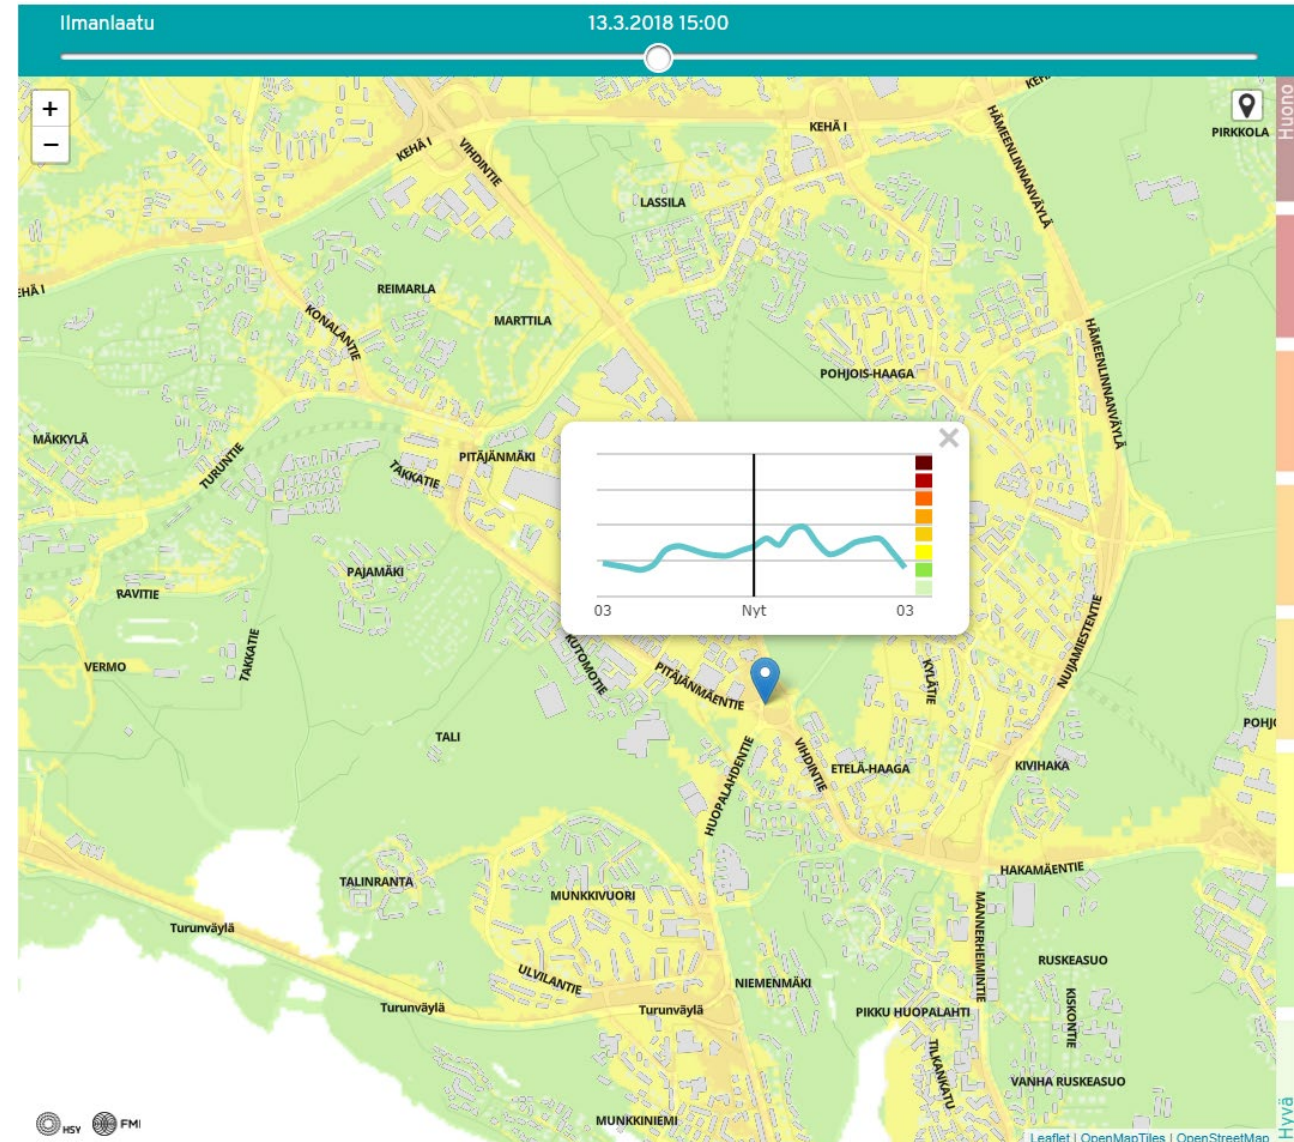 Ilmanlaatu
13.3.2018 15:00
+
−
KEHÄ I
Huono
PIRKKOLA
KEHÄ I
KEHÄ I
VIHDINTIE
HÄMEENLINNANVÄYLÄ
LASSILA
KEHÄ I
REIMARLA
KONALANTIE
MARTTILA
HÄMEENLINNANVÄYLÄ
POHJOIS-HAAGA
MÄKKYLÄ
TURUNTIE
PITÄJÄNMÄKI
TAKKATIE
PAJAMÄKI
RAVITIE
03
Nyt
03
VERMO
TAKKATIE
KUTOMOTIE
PITÄJÄNMÄENTIE
KYLÄTIE
NUIJAMIESTENTIE
POHJ
TALI
HUOPALAHDENTIE
VIHDINTIE
ETELÄ-HAAGA
KIVIHAKA
TALINRANTA
MUNKKIVUORI
HAKAMÄENTIE
MANNERHEIMINTIE
Turunväylä
ULVILANTIE
NIEMENMÄKI
RUSKEASUO
KISKONTIE
Turunväylä
Turunväylä
PIKKU HUOPALAHTI
TILKANKATU
VANHA RUSKEASUO
Hyvä
HSY
FMI
MUNKKINIEMI
Leaflet | OpenMapTiles | OpenStreetMap